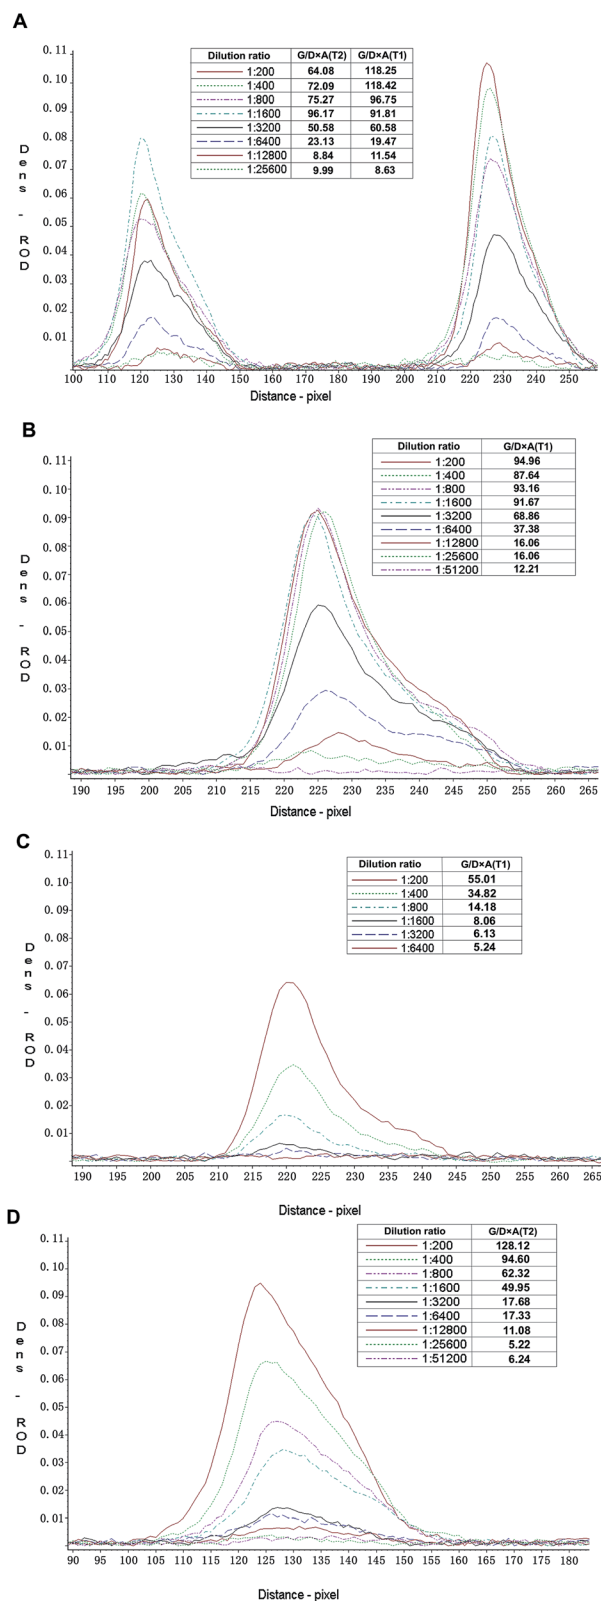 A
Dilution ratio G/D×A(T2) G/D×A(T1)
1:200 64.08 118.25
1:400 72.09 118.42
1:800 75.27 96.75
1:1600 96.17 91.81
1:3200 50.58 60.58
1:6400 23.13 19.47
1:12800 8.84 11.54
1:25600 9.99 8.63
Dens - ROD
0.11
0.10
0.09
0.08
0.07
0.06
0.05
0.04
0.03
0.02
0.01
100 110 120 130 140 150 160 170 180 190 200 210 220 230 240 250
Distance - pixel
B
Dilution ratio G/D×A(T1)
1:200 94.96
1:400 87.64
1:800 93.16
1:1600 91.67
1:3200 68.86
1:6400 37.38
1:12800 16.06
1:25600 16.06
1:51200 12.21
Dens - ROD
0.11
0.10
0.09
0.08
0.07
0.06
0.05
0.04
0.03
0.02
0.01
190 195 200 205 210 215 220 225 230 235 240 245 250 255 260 265
Distance - pixel
C
Dilution ratio G/D×A(T1)
1:200 55.01
1:400 34.82
1:800 14.18
1:1600 8.06
1:3200 6.13
1:6400 5.24
Dens - ROD
0.11
0.10
0.09
0.08
0.07
0.06
0.05
0.04
0.03
0.02
0.01
190 195 200 205 210 215 220 225 230 235 240 245 250 255 260 265
Distance - pixel
D
Dilution ratio G/D×A(T2)
1:200 128.12
1:400 94.60
1:800 62.32
1:1600 49.95
1:3200 17.68
1:6400 17.33
1:12800 11.08
1:25600 5.22
1:51200 6.24
Dens - ROD
0.11
0.10
0.09
0.08
0.07
0.06
0.05
0.04
0.03
0.02
0.01
90 95 100 105 110 115 120 125 130 135 140 145 150 155 160 165 170 175 180
Distance - pixel